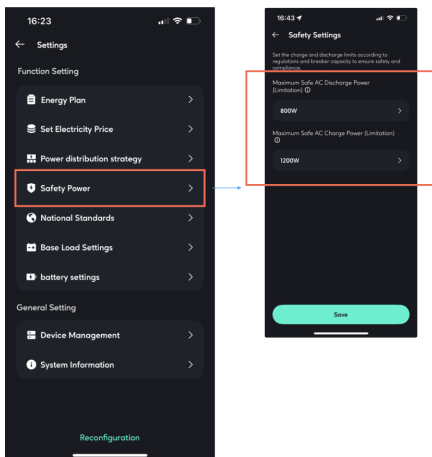 16:23
Settings
Function Setting
Energy Plan
Set Electricity Price
Power distribution strategy
Safety Power
National Standards
Base Load Settings
battery settings
General Setting
Device Management
System Information
Reconfiguration
16:43
Safety Settings
Set the charge and discharge limits according to
regulations and breaker capacity to ensure safety and
compliance.
Maximum Safe AC Discharge Power
(Limitation)
800W
Maximum Safe AC Charge Power (Limitation)
1200W
Save